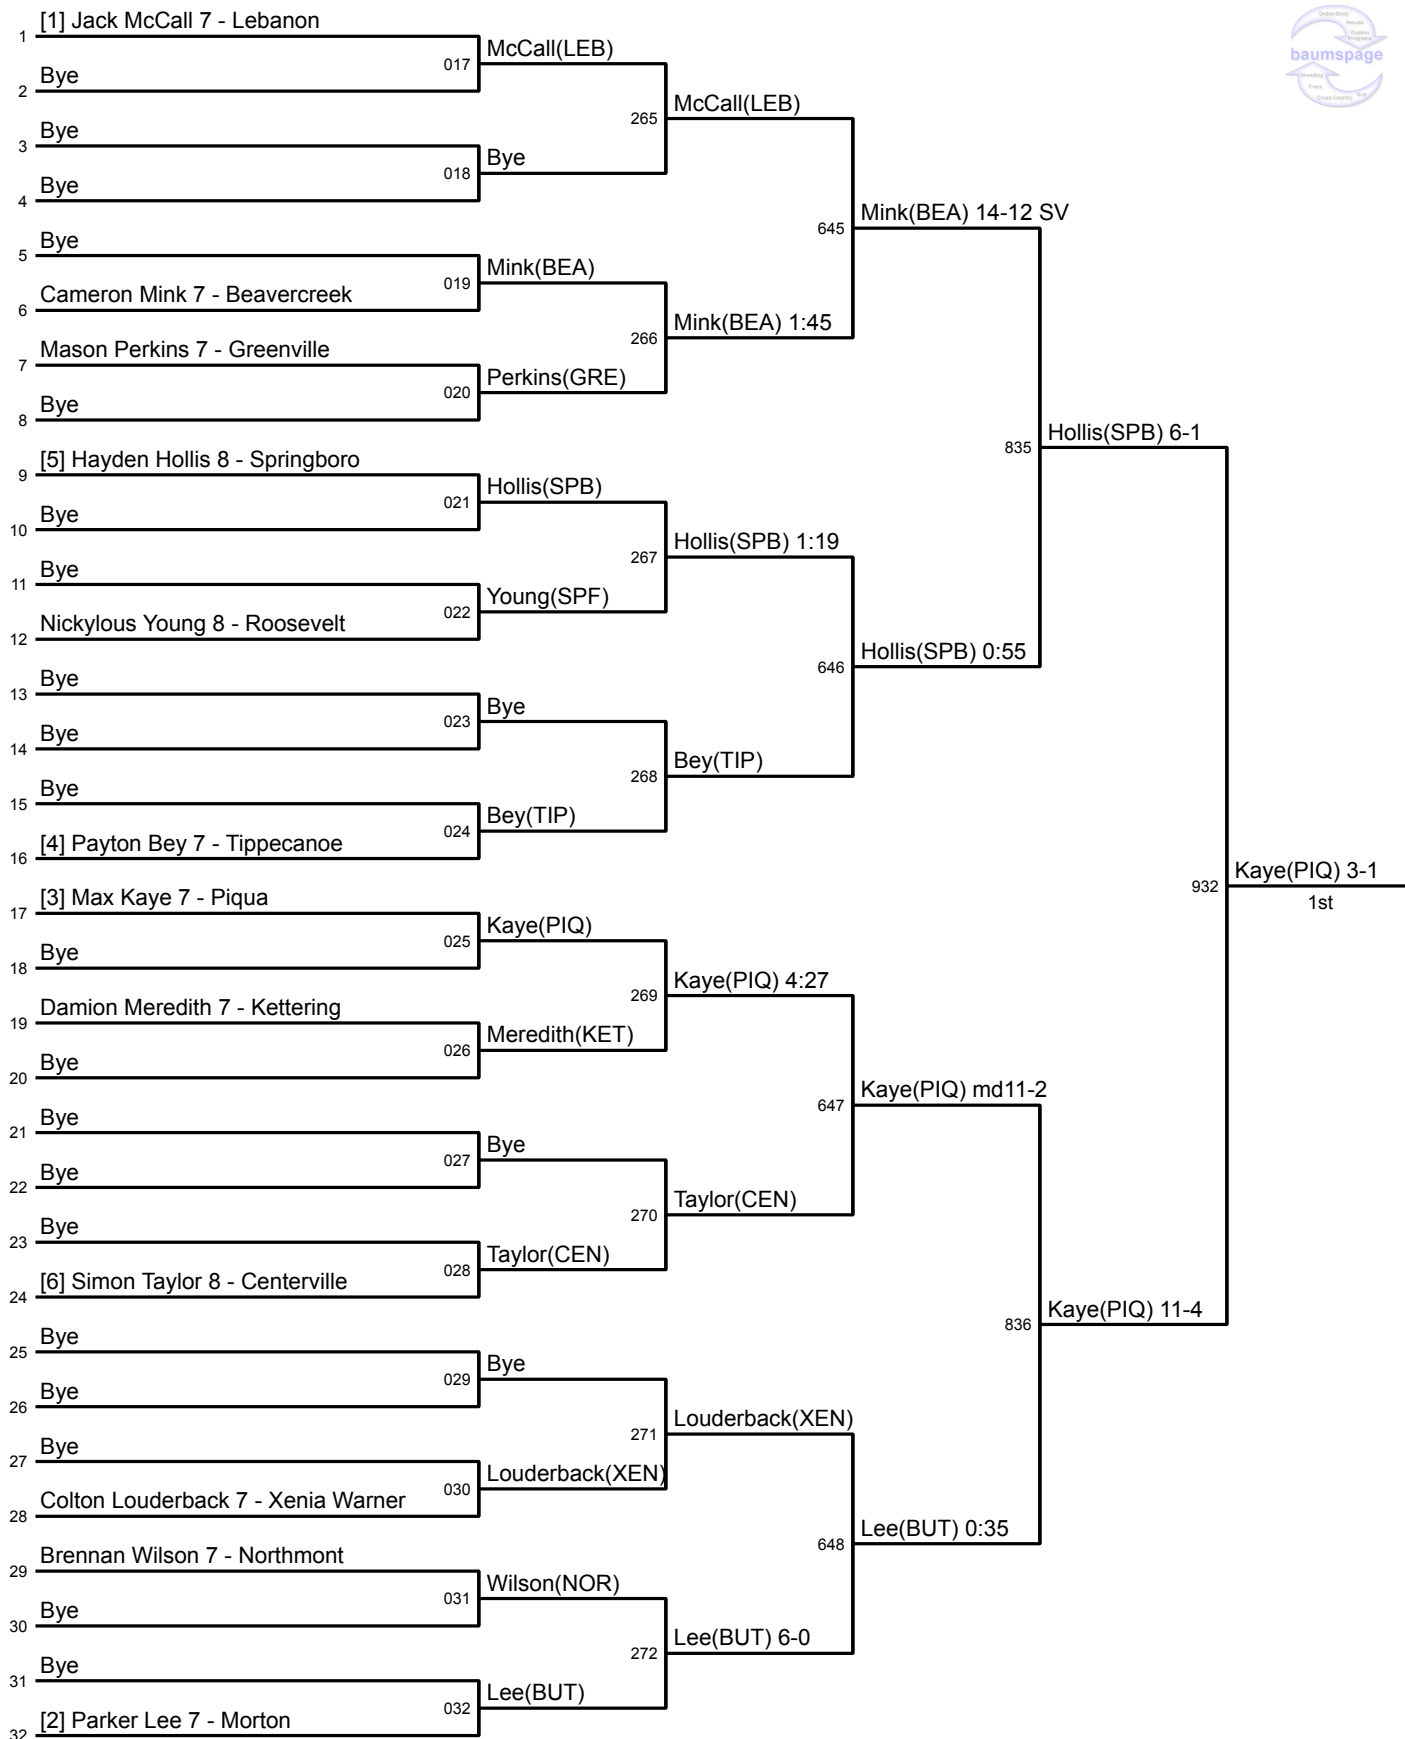 [1] Jack McCall 7 - Lebanon
1
McCall(LEB)
017
Bye
2
McCall(LEB)
265
Bye
3
Bye
018
Bye
4
Mink(BEA) 14-12 SV
645
Bye
5
Mink(BEA)
019
Cameron Mink 7 - Beavercreek
6
Mink(BEA) 1:45
266
Mason Perkins 7 - Greenville
7
Perkins(GRE)
020
Bye
8
Hollis(SPB) 6-1
835
[5] Hayden Hollis 8 - Springboro
9
Hollis(SPB)
021
Bye
10
Hollis(SPB) 1:19
267
Bye
11
Young(SPF)
022
Nickylous Young 8 - Roosevelt
12
Hollis(SPB) 0:55
646
Bye
13
Bye
023
Bye
14
Bey(TIP)
268
Bye
15
Bey(TIP)
024
[4] Payton Bey 7 - Tippecanoe
16
Kaye(PIQ) 3-1
932
1st
[3] Max Kaye 7 - Piqua
17
Kaye(PIQ)
025
Bye
18
Kaye(PIQ) 4:27
269
Damion Meredith 7 - Kettering
19
Meredith(KET)
026
Bye
20
Kaye(PIQ) md11-2
647
Bye
21
Bye
027
Bye
22
Taylor(CEN)
270
Bye
23
Taylor(CEN)
028
[6] Simon Taylor 8 - Centerville
24
Kaye(PIQ) 11-4
836
Bye
25
Bye
029
Bye
26
Louderback(XEN)
271
Bye
27
Louderback(XEN)
030
Colton Louderback 7 - Xenia Warner
28
Lee(BUT) 0:35
648
Brennan Wilson 7 - Northmont
29
Wilson(NOR)
031
Bye
30
Lee(BUT) 6-0
272
Bye
31
Lee(BUT)
032
[2] Parker Lee 7 - Morton
32
Online Entry
Results
Custom
Programs
baumspage
Wrestling
Track
Cross Country